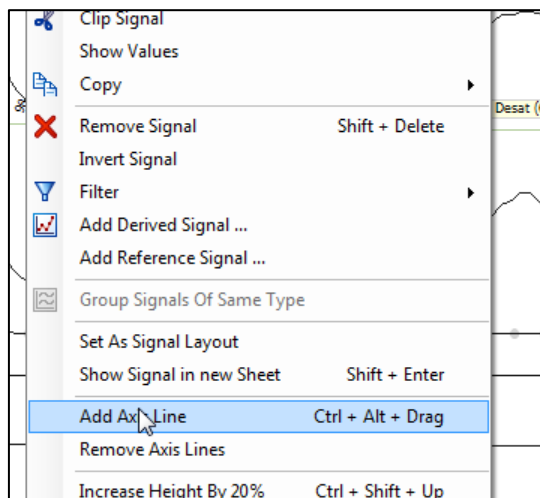 Clip Signal
Show Values
Copy
Desat (
Remove Signal Shift + Delete
Invert Signal
Filter
Add Derived Signal ...
Add Reference Signal ...
Group Signals Of Same Type
Set As Signal Layout
Show Signal in new Sheet Shift + Enter
Add Axis Line Ctrl + Alt + Drag
Remove Axis Lines
Increase Height By 20% Ctrl + Shift + Up